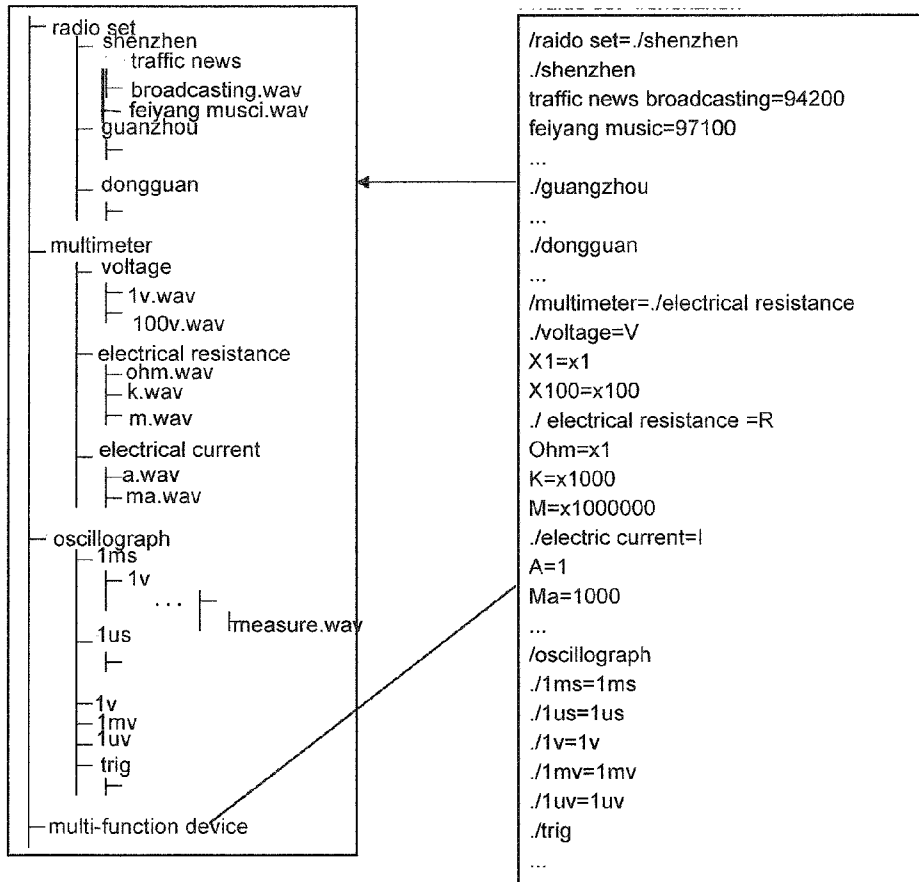 radio set
shenzhen
traffic news
broadcasting.wav
feiyang musci.wav
guanzhou
dongguan
multimeter
voltage
1v.wav
100v.wav
electrical resistance
ohm.wav
k.wav
m.wav
electrical current
a.wav
ma.wav
oscillograph
1ms
1v
...
measure.wav
1us
1v
1mv
1uv
trig
multi-function device
/raido set=./shenzhen
./shenzhen
traffic news broadcasting=94200
feiyang music=97100
...
./guangzhou
...
./dongguan
...
/multimeter=./electrical resistance
./voltage=V
X1=x1
X100=x100
./ electrical resistance =R
Ohm=x1
K=x1000
M=x1000000
./electric current=I
A=1
Ma=1000
...
/oscillograph
./1ms=1ms
./1us=1us
./1v=1v
./1mv=1mv
./1uv=1uv
./trig
...